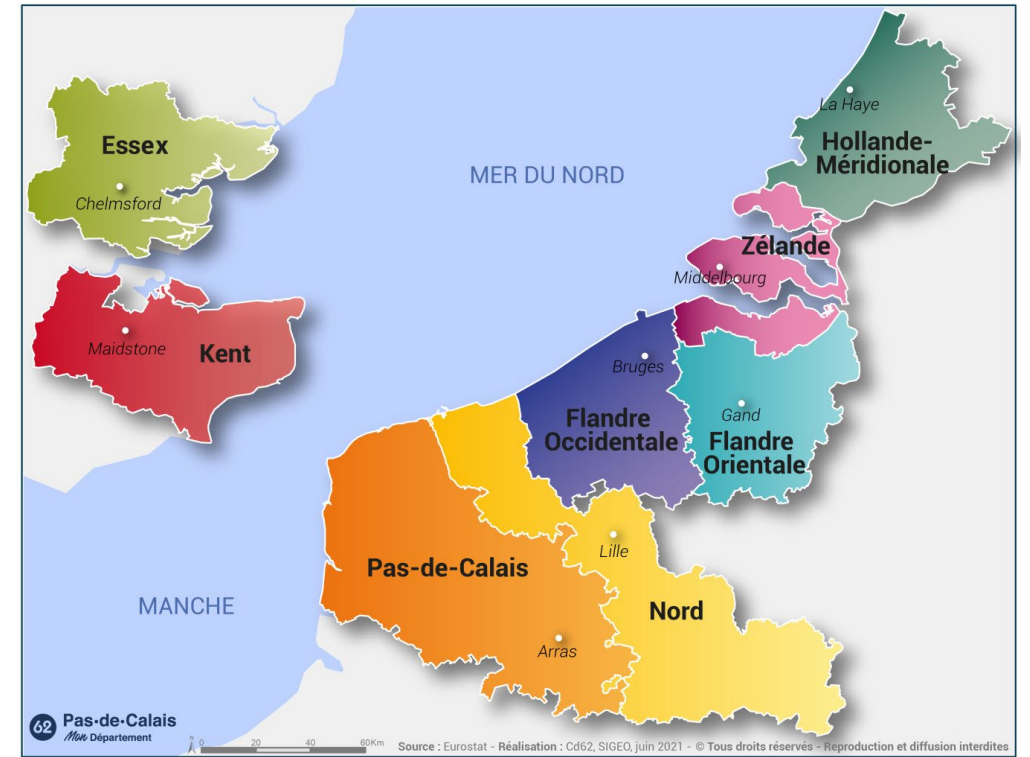 La Haye
Hollande-
Méridionale
Essex
Chelmsford
MER DU NORD
Zélande
Middelbourg
Maidstone
Kent
Bruges
Flandre
Occidentale
Gand
Flandre
Orientale
Lille
Pas-de-Calais
Nord
MANCHE
Arras
62
Pas-de-Calais
Mon Département
N
0 20 40 60Km
Source : Eurostat - Réalisation : Cd62, SIGEO, juin 2021 - © Tous droits réservés - Reproduction et diffusion interdites